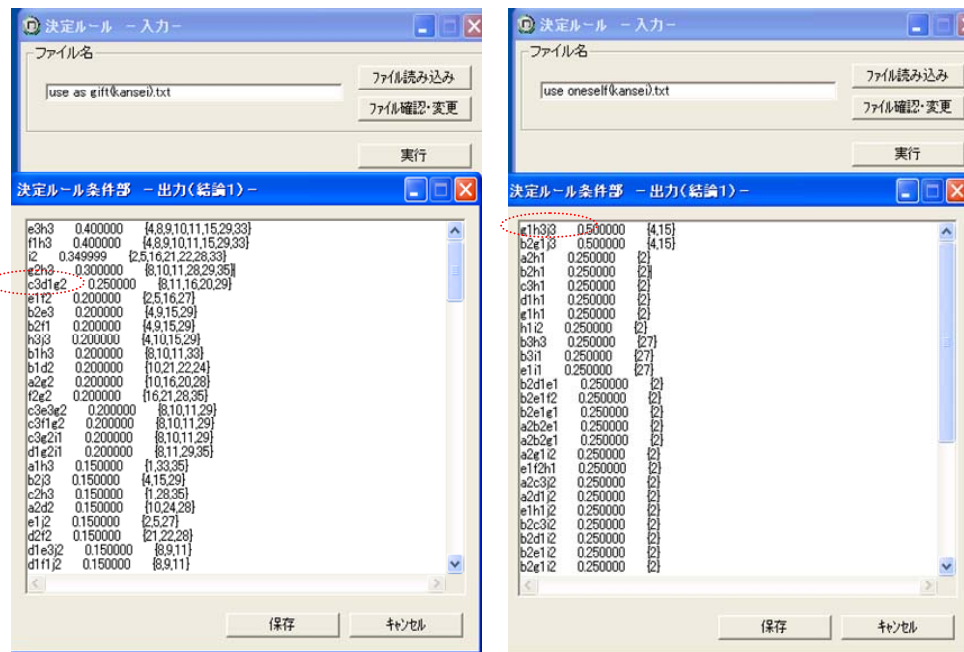 決定ルール －入力－
ファイル名
use as gift(kansei).txt
ファイル読み込み
ファイル確認・変更
実行
決定ルール条件部 －出力(結論1)－
e3h3 0.400000 {4,8,9,10,11,15,29,33}
f1h3 0.400000 {4,8,9,10,11,15,29,33}
i2 0.349999 {2,5,16,21,22,28,33}
g2h3 0.300000 {8,10,11,28,29,35}
c3d1g2 0.250000 {8,11,16,20,29}
e1f2 0.200000 {2,5,16,27}
b2e3 0.200000 {4,9,15,29}
b2f1 0.200000 {4,9,15,29}
h3j3 0.200000 {4,10,15,29}
b1h3 0.200000 {8,10,11,33}
b1d2 0.200000 {10,21,22,24}
a2g2 0.200000 {10,16,20,28}
f2g2 0.200000 {16,21,28,35}
c3e3g2 0.200000 {8,10,11,29}
c3f1g2 0.200000 {8,10,11,29}
c3g2i1 0.200000 {8,10,11,29}
d1g2i1 0.200000 {8,11,29,35}
a1h3 0.150000 {1,33,35}
b2j3 0.150000 {4,15,29}
c2h3 0.150000 {1,28,35}
a2d2 0.150000 {10,24,28}
e1j2 0.150000 {2,5,27}
d2f2 0.150000 {21,22,28}
d1e3j2 0.150000 {8,9,11}
d1f1j2 0.150000 {8,9,11}
保存
キャンセル
決定ルール －入力－
ファイル名
use oneself(kansei).txt
ファイル読み込み
ファイル確認・変更
実行
決定ルール条件部 －出力(結論1)－
g1h3j3 0.500000 {4,15}
b2g1j3 0.500000 {4,15}
a2h1 0.250000 {2}
b2h1 0.250000 {2}
c3h1 0.250000 {2}
d1h1 0.250000 {2}
g1h1 0.250000 {2}
h1i2 0.250000 {2}
b3h3 0.250000 {27}
b3i1 0.250000 {27}
e1i1 0.250000 {27}
b2d1e1 0.250000 {2}
b2e1f2 0.250000 {2}
b2e1g1 0.250000 {2}
a2b2e1 0.250000 {2}
a2b2g1 0.250000 {2}
a2g1i2 0.250000 {2}
e1f2h1 0.250000 {2}
a2c3j2 0.250000 {2}
a2d1j2 0.250000 {2}
e1h1j2 0.250000 {2}
b2c3i2 0.250000 {2}
b2d1i2 0.250000 {2}
b2e1i2 0.250000 {2}
b2g1i2 0.250000 {2}
保存
キャンセル